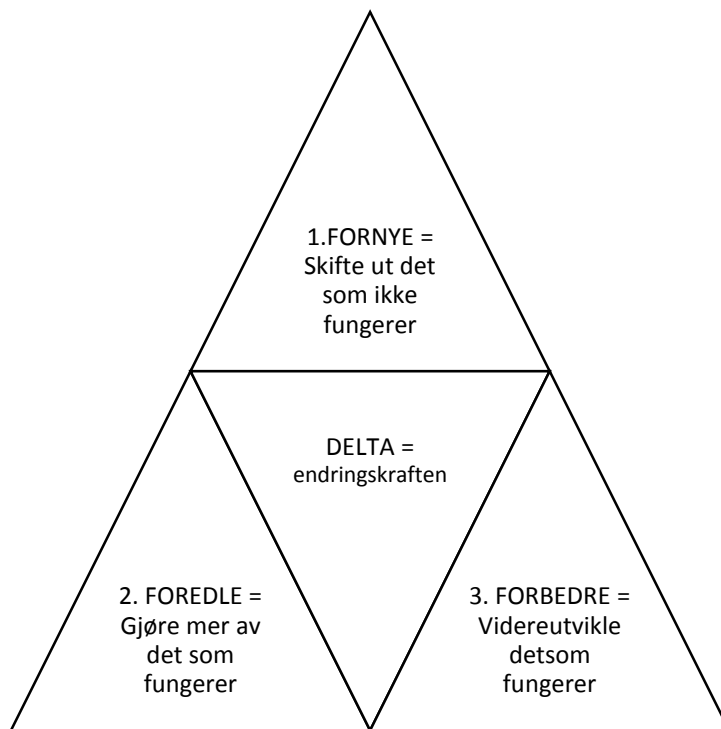 1.FORNYE =
Skifte ut det
som ikke
fungerer
DELTA =
endringskraften
2. FOREDLE =
Gjøre mer av
det som
fungerer
3. FORBEDRE =
Videreutvikle
detsom
fungerer